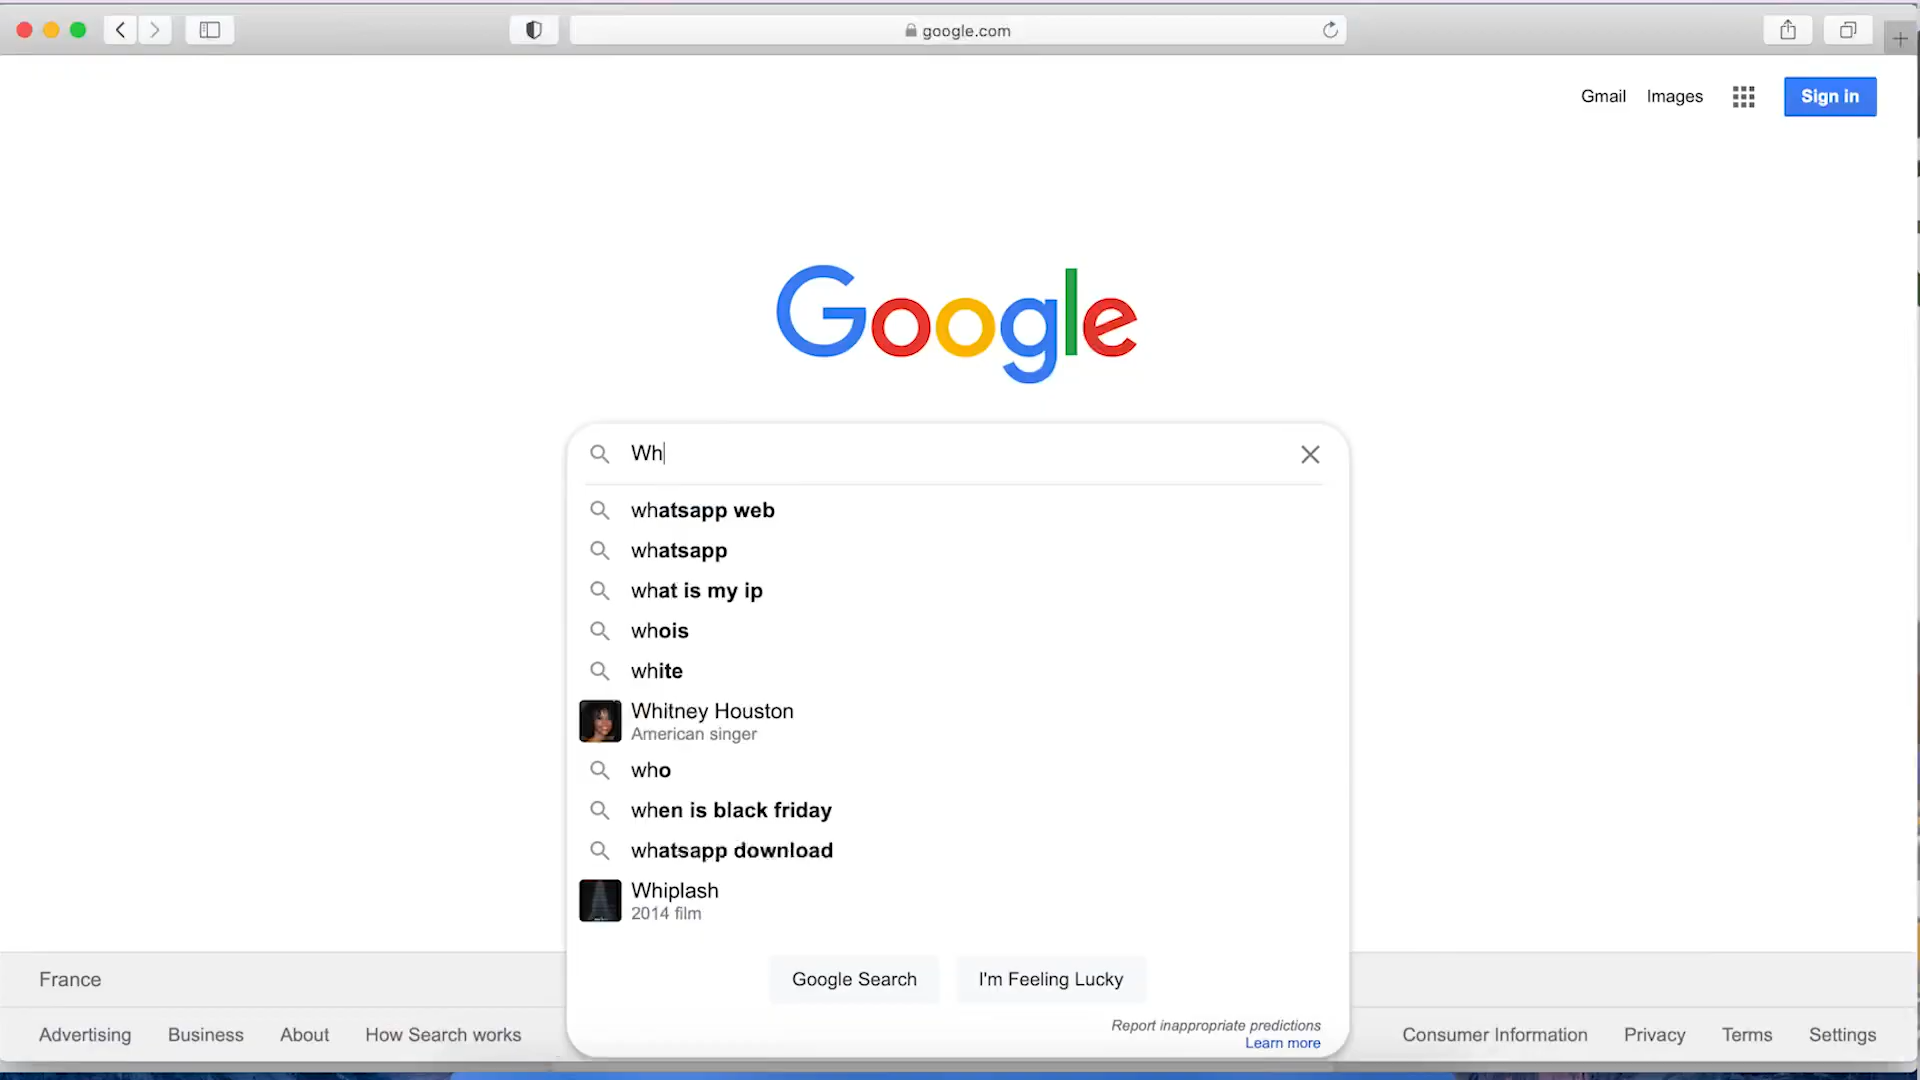 google.com
Gmail Images Sign in
Google
Wh
whatsapp web
whatsapp
what is my ip
whois
white
Whitney Houston
American singer
who
when is black friday
whatsapp download
Whiplash
2014 film
Google Search I'm Feeling Lucky
Report inappropriate predictions
Learn more
France
Advertising Business About How Search works Consumer Information Privacy Terms Settings